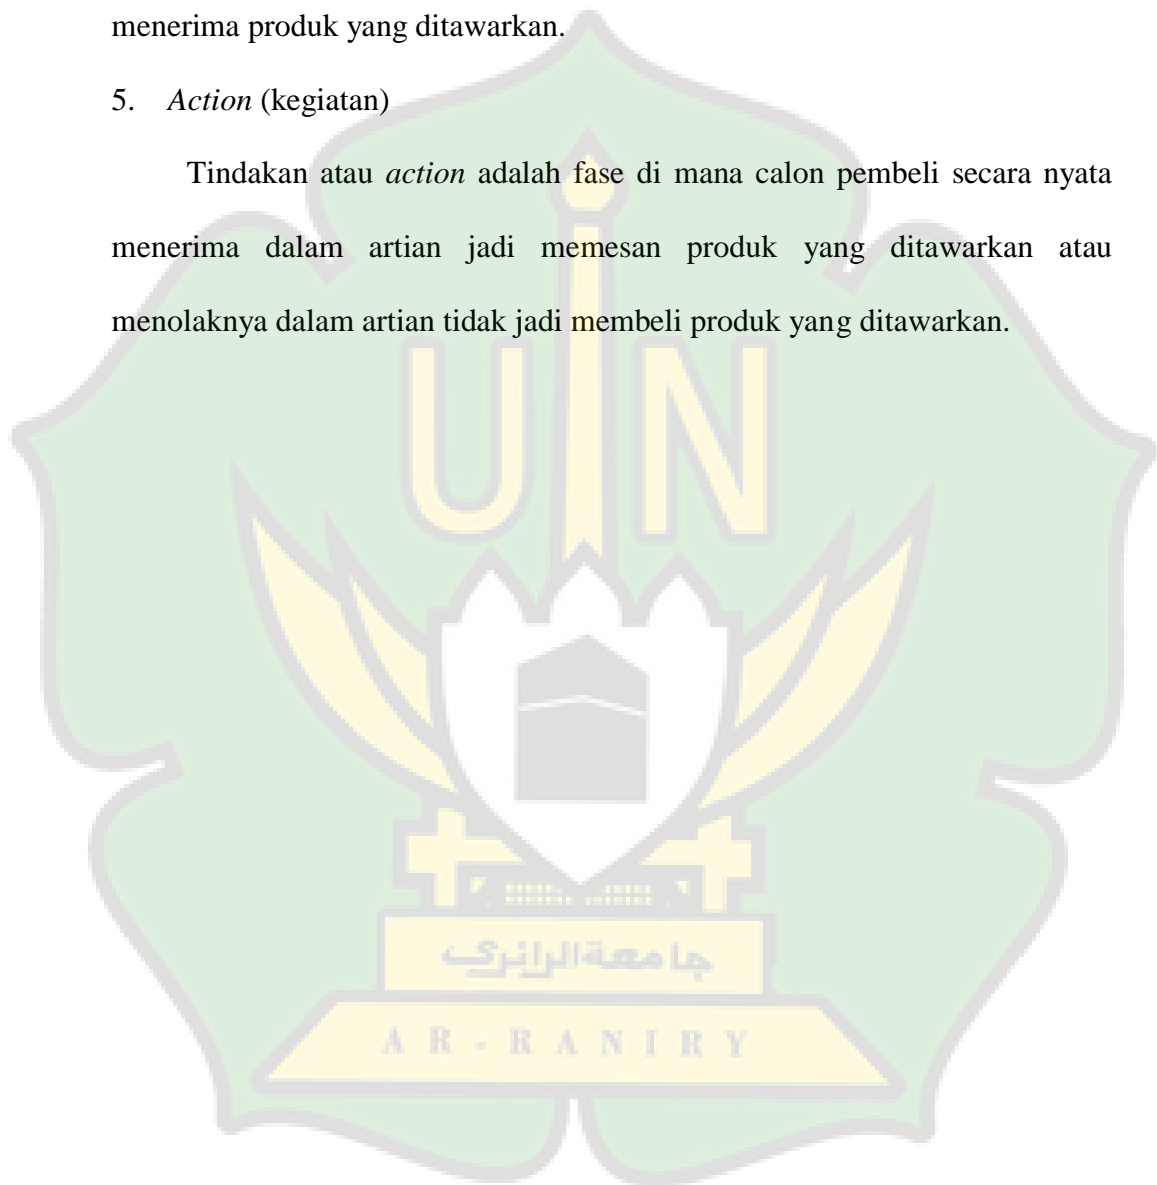 menerima produk yang ditawarkan.
5. Action (kegiatan)
Tindakan atau action adalah fase di mana calon pembeli secara nyata
menerima dalam artian jadi memesan produk yang ditawarkan atau
menolaknya dalam artian tidak jadi membeli produk yang ditawarkan.
UIN
جامعة الرانري
AR-RANIRY